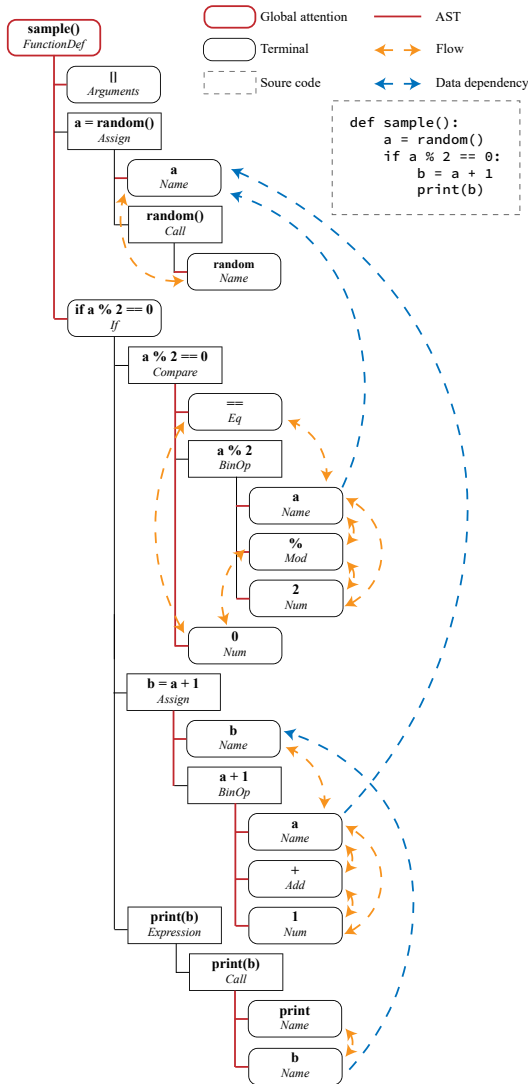 sample()
FunctionDef
Global attention
AST
Terminal
Flow
Soure code
Data dependency
def sample():
    a = random()
    if a % 2 == 0:
        b = a + 1
        print(b)
[]
Arguments
a = random()
Assign
a
Name
random()
Call
random
Name
if a % 2 == 0
If
a % 2 == 0
Compare
==
Eq
a % 2
BinOp
a
Name
%
Mod
2
Num
0
Num
b = a + 1
Assign
b
Name
a + 1
BinOp
a
Name
+
Add
1
Num
print(b)
Expression
print(b)
Call
print
Name
b
Name